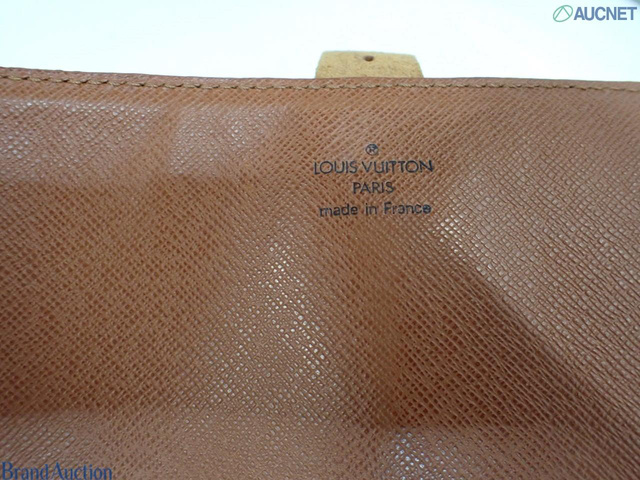 AUCNET
®
LOUIS VUITTON
PARIS
made in France
Brand Auction